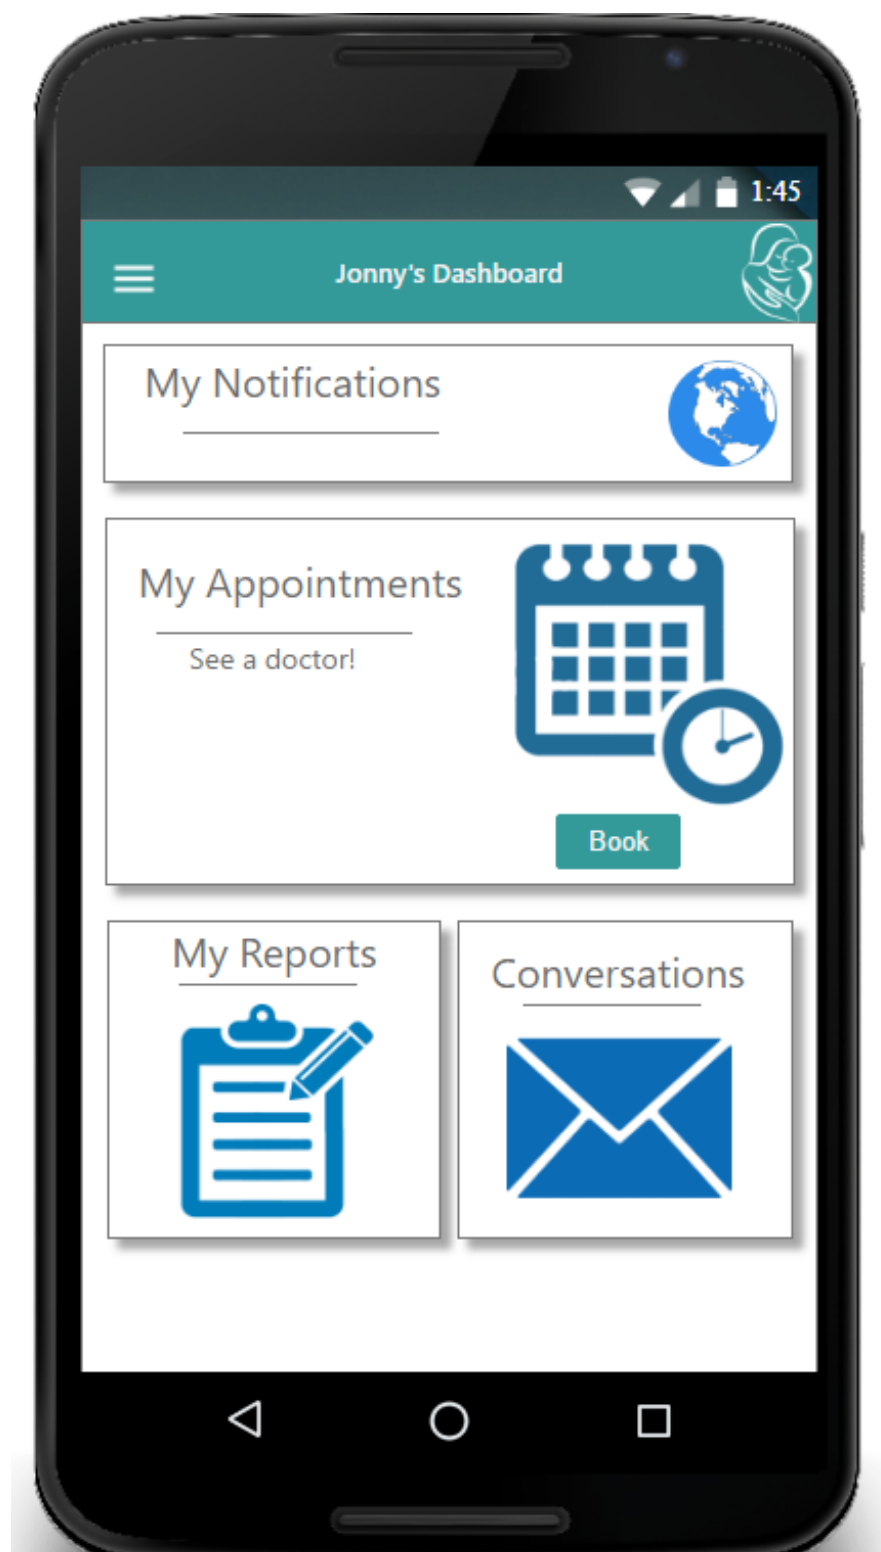 1:45
Jonny's Dashboard
My Notifications
My Appointments
See a doctor!
Book
My Reports
Conversations